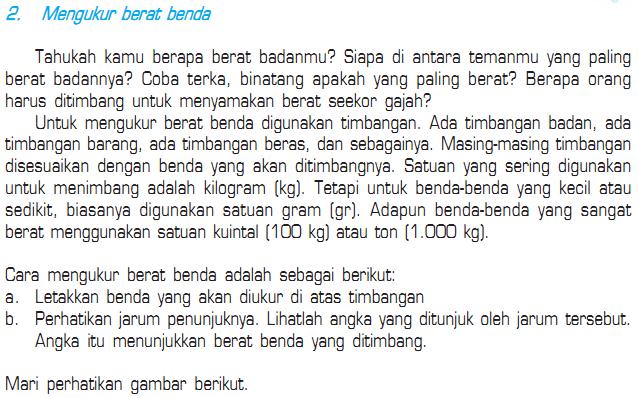 2. Mengukur berat benda
Tahukah kamu berapa berat badanmu? Siapa di antara temanmu yang paling
berat badannya? Coba terka, binatang apakah yang paling berat? Berapa orang
harus ditimbang untuk menyamakan berat seekor gajah?
Untuk mengukur berat benda digunakan timbangan. Ada timbangan badan, ada
timbangan barang, ada timbangan beras, dan sebagainya. Masing-masing timbangan
disesuaikan dengan benda yang akan ditimbangnya. Satuan yang sering digunakan
untuk menimbang adalah kilogram (kg). Tetapi untuk benda-benda yang kecil atau
sedikit, biasanya digunakan satuan gram (gr). Adapun benda-benda yang sangat
berat menggunakan satuan kuintal (100 kg) atau ton (1.000 kg).
Cara mengukur berat benda adalah sebagai berikut:
a. Letakkan benda yang akan diukur di atas timbangan
b. Perhatikan jarum penunjuknya. Lihatlah angka yang ditunjuk oleh jarum tersebut.
Angka itu menunjukkan berat benda yang ditimbang.
Mari perhatikan gambar berikut.